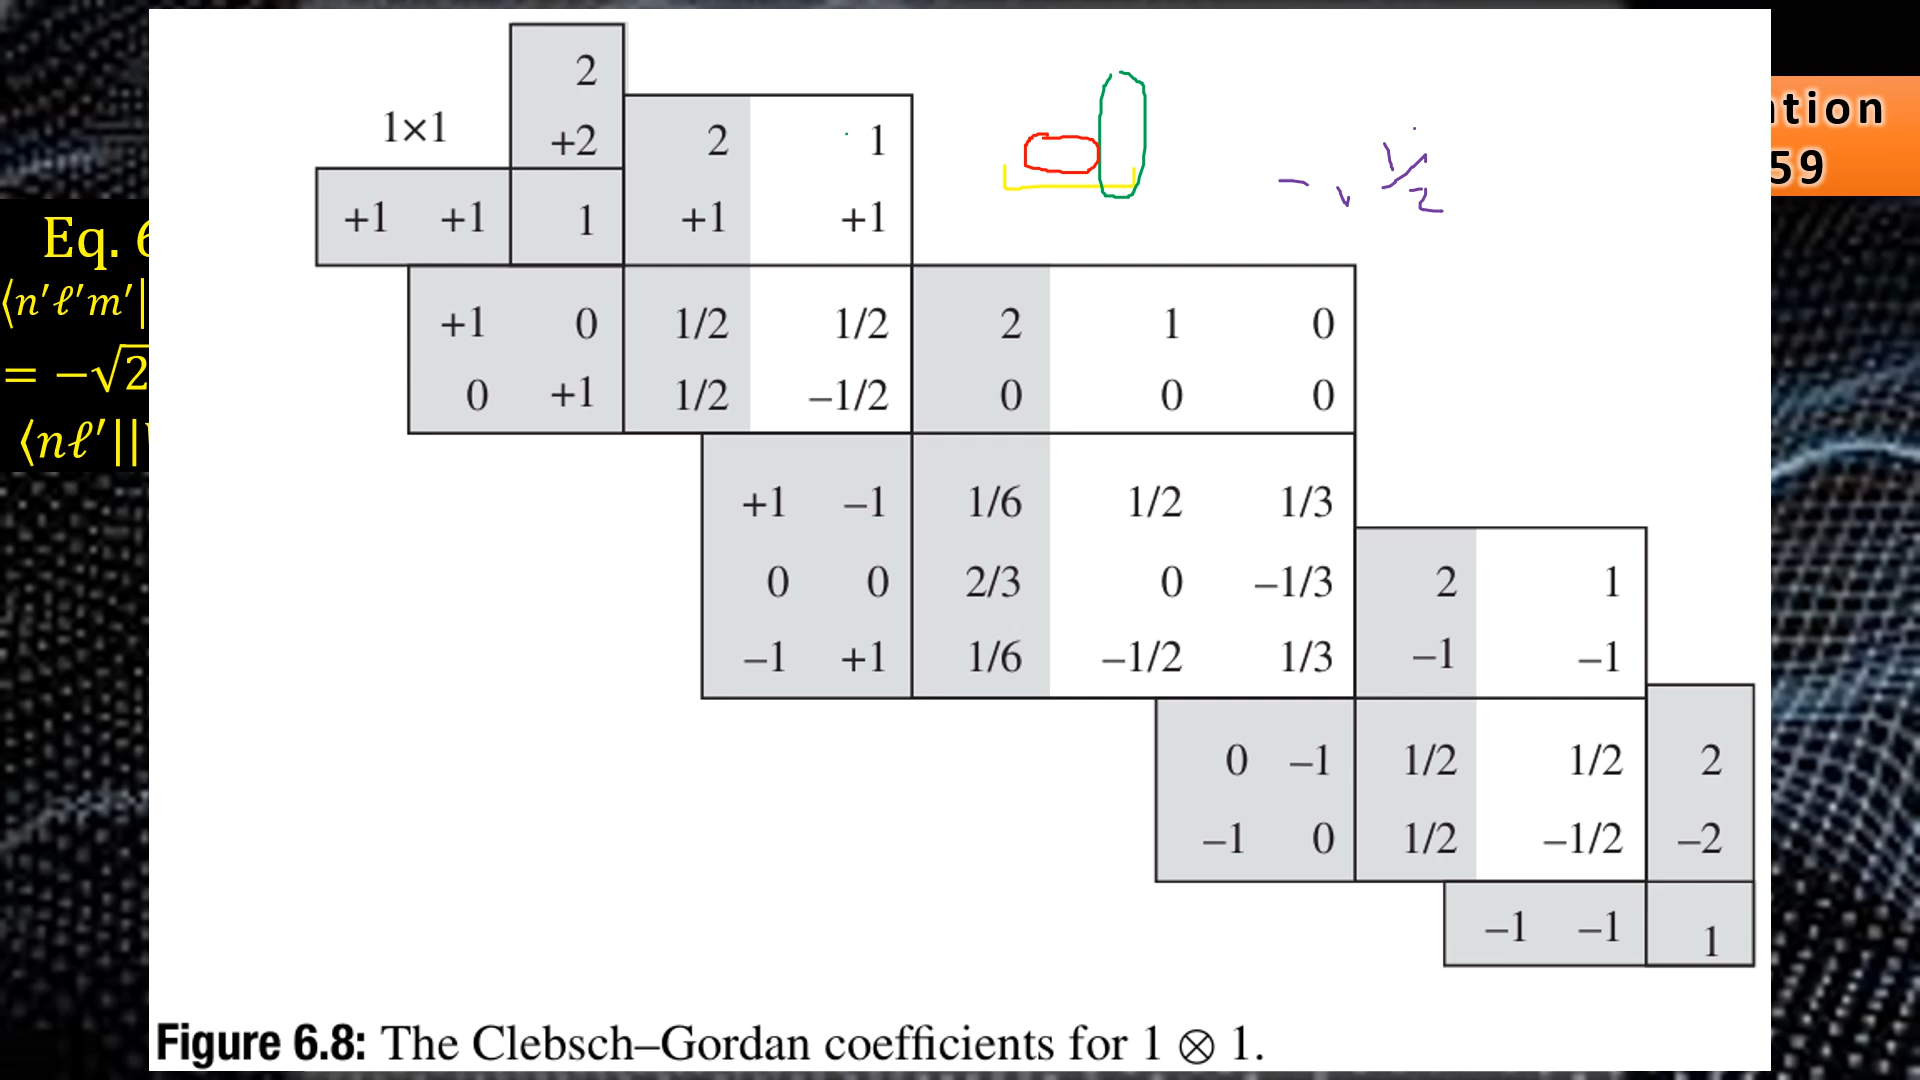 2
1×1 +2 2 1
+1 +1 1 +1 +1
+1 0 1/2 1/2 2 1 0
0 +1 1/2 –1/2 0 0 0
+1 –1 1/6 1/2 1/3
0 0 2/3 0 –1/3 2 1
–1 +1 1/6 –1/2 1/3 –1 –1
0 –1 1/2 1/2 2
–1 0 1/2 –1/2 –2
–1 –1 1
Figure 6.8: The Clebsch–Gordan coefficients for 1 ⊗ 1.
Eq. 6
⟨n′ℓ′m′|
= −√2
⟨nℓ′||
tion
59
1/2